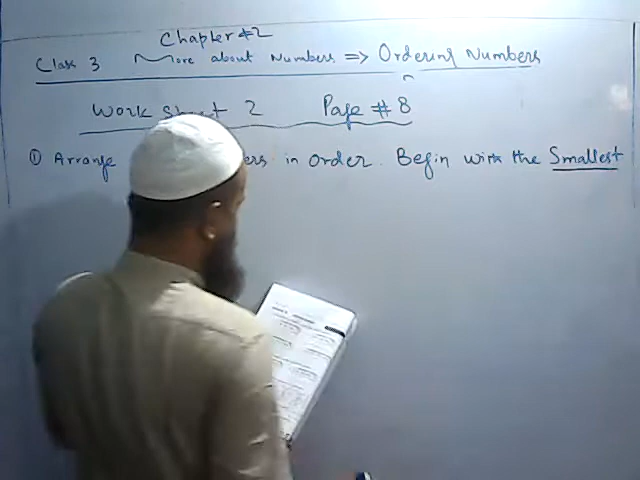 Chapter #2
Class 3 More about Numbers => Ordering Numbers
Work Sheet 2 Page # 8
① Arrange ers in order. Begin with the Smallest